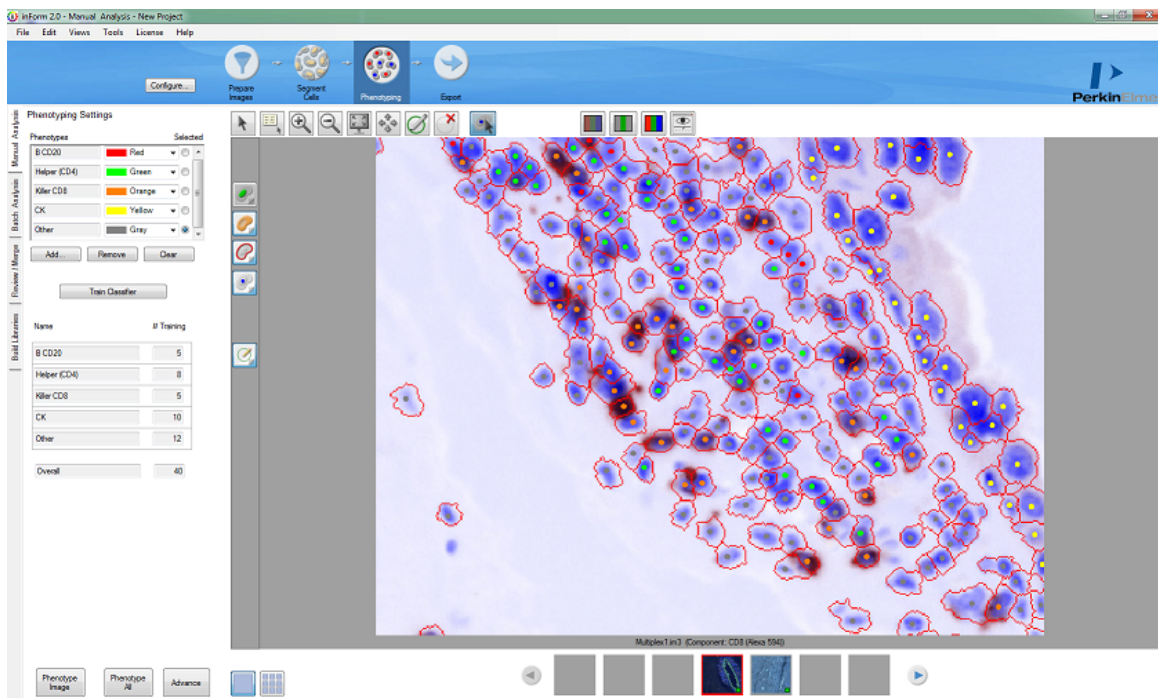 inForm 2.0 - Manual Analysis - New Project
File Edit Views Tools License Help
Configure...
Prepare Images
Segment Cells
Phenotyping
Export
PerkinElmer
Manual Analysis
Batch Analysis
Review / Merge
Build Libraries
Phenotyping Settings
Phenotypes Selected
B CD20 Red
Helper (CD4) Green
Killer CD8 Orange
CK Yellow
Other Gray
Add... Remove Clear
Train Classifier
Name # Training
B CD20 5
Helper (CD4) 8
Killer CD8 5
CK 10
Other 12
Overall 40
Multiplex1.im3 (Component: CD8 (Alexa 594))
Phenotype Image
Phenotype All
Advance